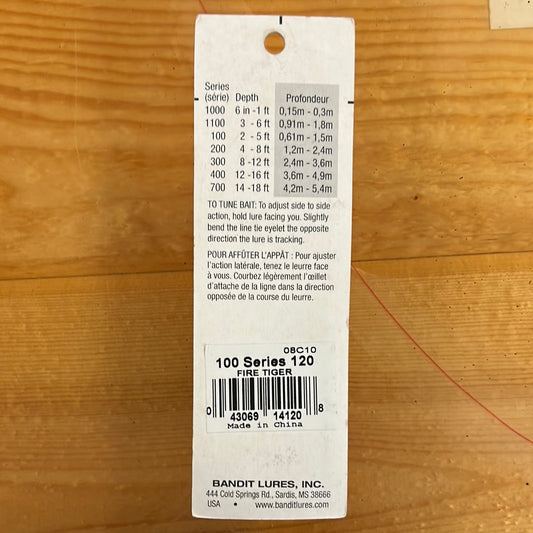 Series
(série) Depth Profondeur
1000 6 in -1 ft 0,15m - 0,3m
1100 3 - 6 ft 0,91m - 1,8m
100 2 - 5 ft 0,61m - 1,5m
200 4 - 8 ft 1,2m - 2,4m
300 8 -12 ft 2,4m - 3,6m
400 12 -16 ft 3,6m - 4,9m
700 14 -18 ft 4,2m - 5,4m
TO TUNE BAIT: To adjust side to side
action, hold lure facing you. Slightly
bend the line tie eyelet the opposite
direction the lure is tracking.
POUR AFFÛTER L'APPÂT : Pour ajuster
l'action latérale, tenez le leurre face
à vous. Courbez légèrement l'œillet
d'attache de la ligne dans la direction
opposée de la course du leurre.
08C10
100 Series 120
FIRE TIGER
0 43069 14120 8
Made in China
BANDIT LURES, INC.
444 Cold Springs Rd., Sardis, MS 38666
USA • www.banditlures.com